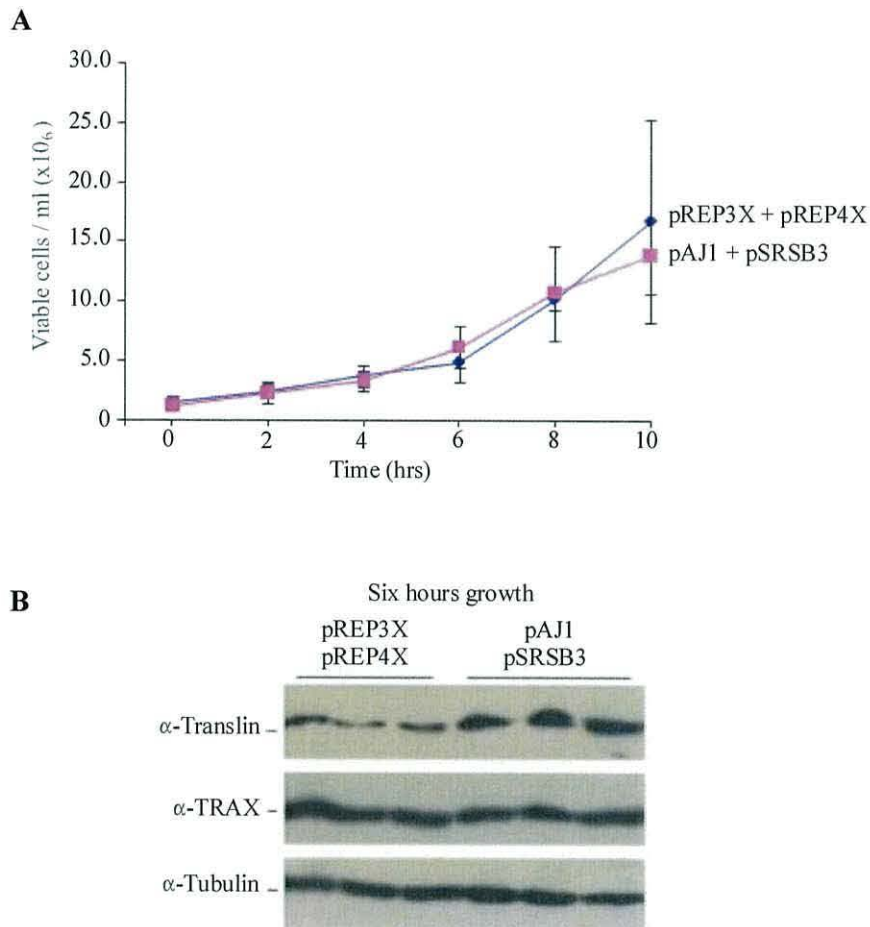 A
30.0
25.0
20.0
15.0
10.0
5.0
0
Viable cells / ml (x10₆)
0 2 4 6 8 10
Time (hrs)
pREP3X + pREP4X
pAJ1 + pSRSB3
B
Six hours growth
pREP3X pAJ1
pREP4X pSRSB3
α-Translin
α-TRAX
α-Tubulin